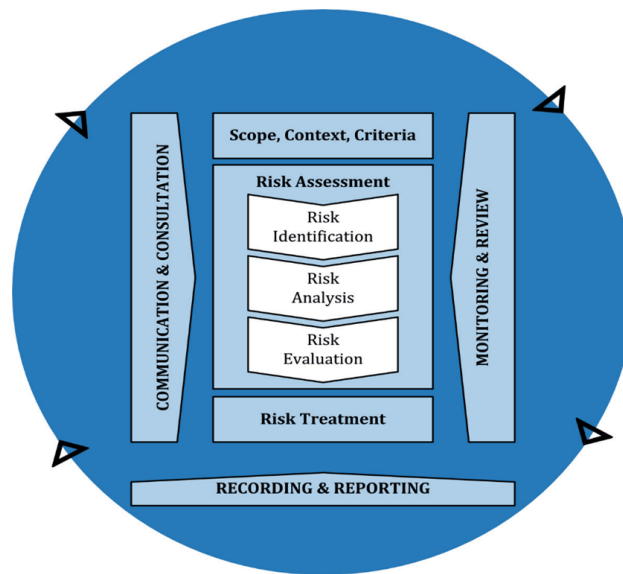 Scope, Context, Criteria
Risk Assessment
Risk
Identification
Risk
Analysis
Risk
Evaluation
Risk Treatment
COMMUNICATION & CONSULTATION
MONITORING & REVIEW
RECORDING & REPORTING